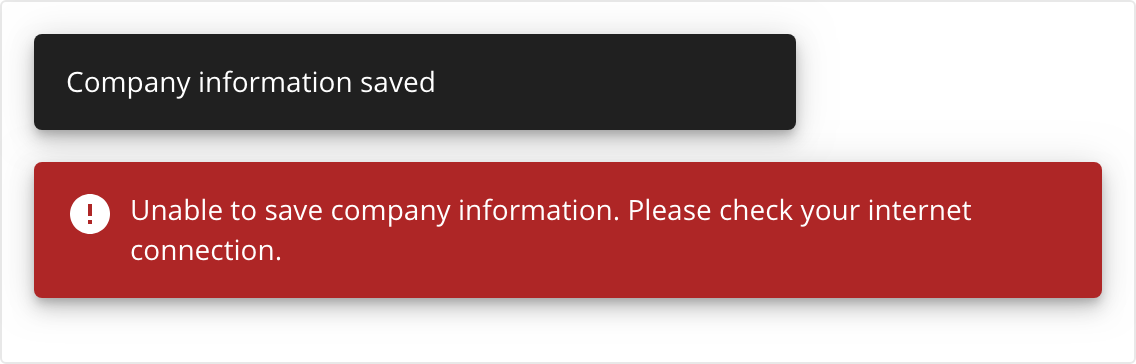 Company information saved
Unable to save company information. Please check your internet
connection.